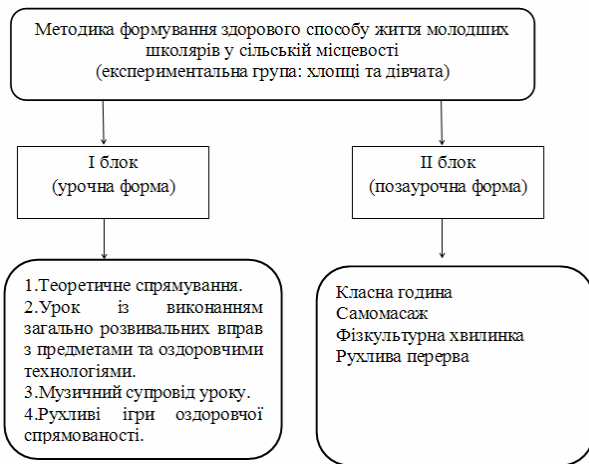 Методика формування здорового способу життя молодших
школярів у сільській місцевості
(експериментальна група: хлопці та дівчата)
І блок
(урочна форма)
ІІ блок
(позаурочна форма)
1.Теоретичне спрямування.
2.Урок із виконанням
загально розвивальних вправ
з предметами та оздоровчими
технологіями.
3.Музичний супровід уроку.
4.Рухливі ігри оздоровчої
спрямованості.
Класна година
Самомасаж
Фізкультурна хвилинка
Рухлива перерва